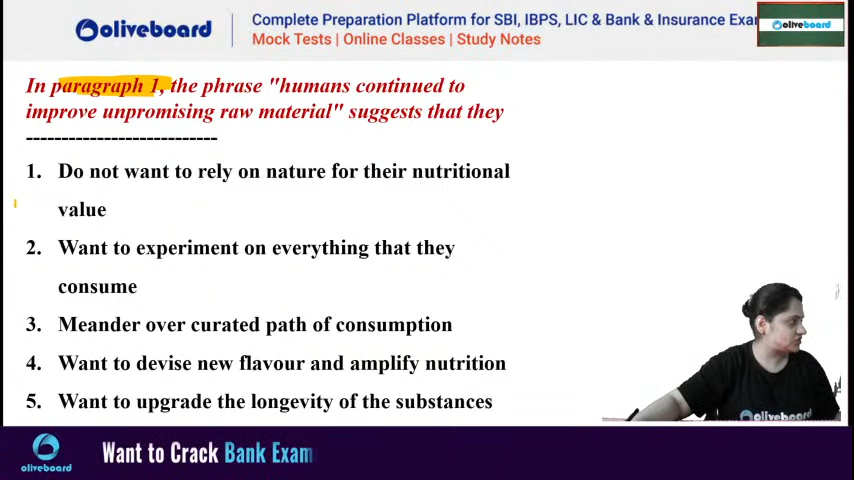 oliveboard
Complete Preparation Platform for SBI, IBPS, LIC & Bank & Insurance Exa
Mock Tests | Online Classes | Study Notes
oliveboard
In paragraph 1, the phrase "humans continued to
improve unpromising raw material" suggests that they
---------------------------
1. Do not want to rely on nature for their nutritional
value
2. Want to experiment on everything that they
consume
3. Meander over curated path of consumption
4. Want to devise new flavour and amplify nutrition
5. Want to upgrade the longevity of the substances
oliveboard
oliveboard
Want to Crack Bank Exam